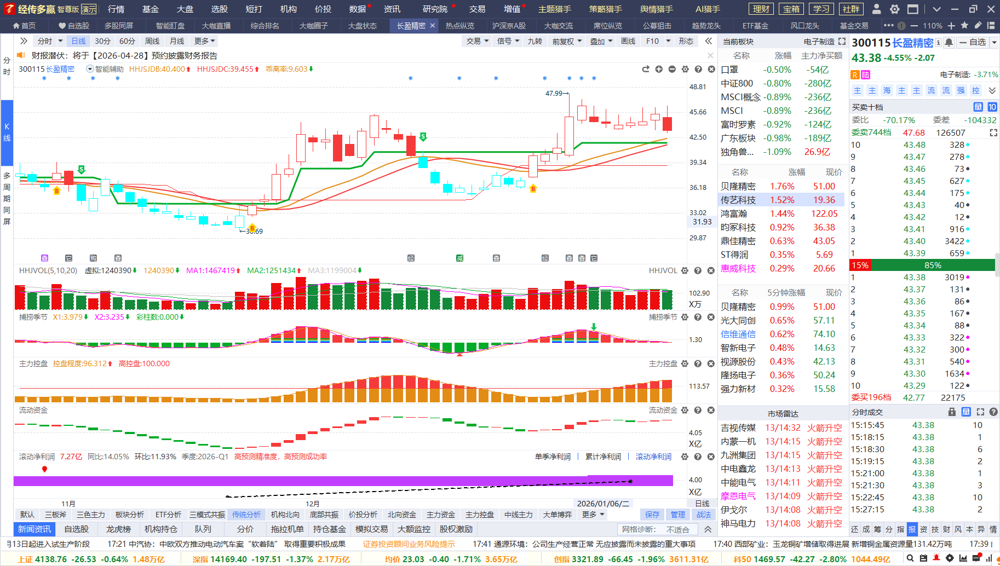 经传多赢 智尊版 演示 行情 基金 大盘 选股 短打 机构 价投 数据 资讯 研究院 交易 增值 主题猎手 策略猎手 舆情猎手 AI猎手 理财 宝箱 学习 社群
首页 自选股 多股同屏 智能盯盘 大咖直播 综合排名 大咖圈子 大盘状态 长盈精密 热点纵览 沪深京A股 大咖交流 席位纵览 公募狙击 趋势龙头 ETF基金 风口龙头 基金交易 110%
分时 日线 30分 60分 周线 月线 更多 交易 信号 九转 前复权 叠加 画线 F10 形态
财报潜伏：将于【2026-04-28】预约披露财务报告
300115 长盈精密 智能辅助 HHJSJDB:40.400 HHJSJDC:39.455 乖离率:9.603
分时
K线
多周期同屏
47.99
30.69
S
B
S
B
B
48.81
45.66
42.50
39.34
36.18
33.02
31.93
29.87
HHJVOL(5,10,20) 虚拟:1240390 1240390 MA1:1467419 MA2:1251434 MA3:1199004 HHJVOL
102.90
X万
捕捞季节 X1:3.979 X2:3.235 彩柱数:0.000 捕捞季节
1.30
主力控盘 控盘程度:96.312 高控盘:100.000 主力控盘
113.57
流动资金 流动资金
4.05
X亿
滚动净利润 7.27亿 同比:14.05% 环比:11.93% 季度:2026-Q1 高预测精准度，高预测成功率 单季净利润 累计净利润 滚动净利润
4.00
X亿
11月 12月 2026/01/06/二 日线
默认 三板斧 三色主力 板块分析 ETF分析 三模式共振 传统分析 机构北向 底部共振 价投分析 北向资金 主力资金 主力控盘 中线主力 大单博弈 更多 保存 管理 战法
新闻资讯 自选股 龙虎榜 机构持仓 队列 分价 拖拉机单 持仓基金 模拟交易 大额监控 股权激励 网格诊断： 不适合
当前板块 电子制造
名称 涨幅 主力净买额
口罩 -0.50% -54亿
中证800 -0.80% -280亿
MSCI概念 -0.89% -236亿
MSCI -0.89% -236亿
富时罗素 -0.92% -124亿
广东板块 -0.98% -189亿
独角兽... -1.09% 26.9亿
名称 涨幅 现价
贝隆精密 1.76% 51.00
传艺科技 1.52% 19.36
鸿富瀚 1.44% 122.05
昀冢科技 0.92% 36.38
鼎佳精密 0.63% 43.05
ST得润 0.35% 5.69
惠威科技 0.29% 20.66
名称 5分钟涨幅 现价
贝隆精密 0.99% 51.00
光大同创 0.65% 57.11
信维通信 0.62% 74.10
智新电子 0.48% 14.63
视源股份 0.43% 42.13
隆扬电子 0.36% 50.24
强力新材 0.32% 15.58
市场雷达
吉视传媒 13/14:32 火箭升空
内蒙一机 13/14:15 火箭升空
九洲集团 13/14:15 火箭升空
中电鑫龙 13/14:13 火箭升空
中能电气 13/14:11 火箭升空
摩恩电气 13/14:09 火箭升空
伊戈尔 13/14:08 火箭升空
神马电力 13/14:08 火箭升空
300115 长盈精密 自选
43.38 -4.55% -2.07
R 陆 电子制造: -3.71%
主 主 海 主 主 流 流 强 控
买卖十档 量 10
委比 -70.17% 委差 -104332
委卖744档 47.68 126507
10 43.48 328
9 43.47 278
8 43.46 73
7 43.45 627
6 43.44 175
5 43.43 40
4 43.42 12
3 43.41 916
2 43.40 3422
1 43.39 659
15% 85%
1 43.38 3019
2 43.37 131
3 43.36 86
4 43.35 167
5 43.34 88
6 43.33 322
7 43.32 300
8 43.31 540
9 43.30 1634
10 43.29 122
委买196档 42.77 22175
分时成交 量
15:15:45 43.38 10
15:18:15 43.38 1
15:18:30 43.38 6
15:19:15 43.38 2
15:21:00 43.38 1
15:21:30 43.38 3
15:22:45 43.38 10
15:27:15 43.38 2
还 成 筹 分 指 报 资 技 财 风 本 异 情
月13日起进入试生产阶段 17:21 中汽协：中欧双方推动电动汽车案“软着陆” 取得重要积极成果 证券投资顾问业务风险提示 17:41 通源环境：公司生产经营正常 无应披露而未披露的重大事项 17:40 西部矿业：玉龙铜矿增储取得进展 新增铜金属资源量131.42万吨 17:39
上证 4138.76 -26.53 -0.64% 1.48万亿 深指 14169.40 -197.51 -1.37% 2.17万亿 均价 23.03 -0.40 -1.71% 3.65万亿 创指 3321.89 -66.45 -1.96% 3611.31亿 科50 1469.57 -42.27 -2.80% 1044.49亿